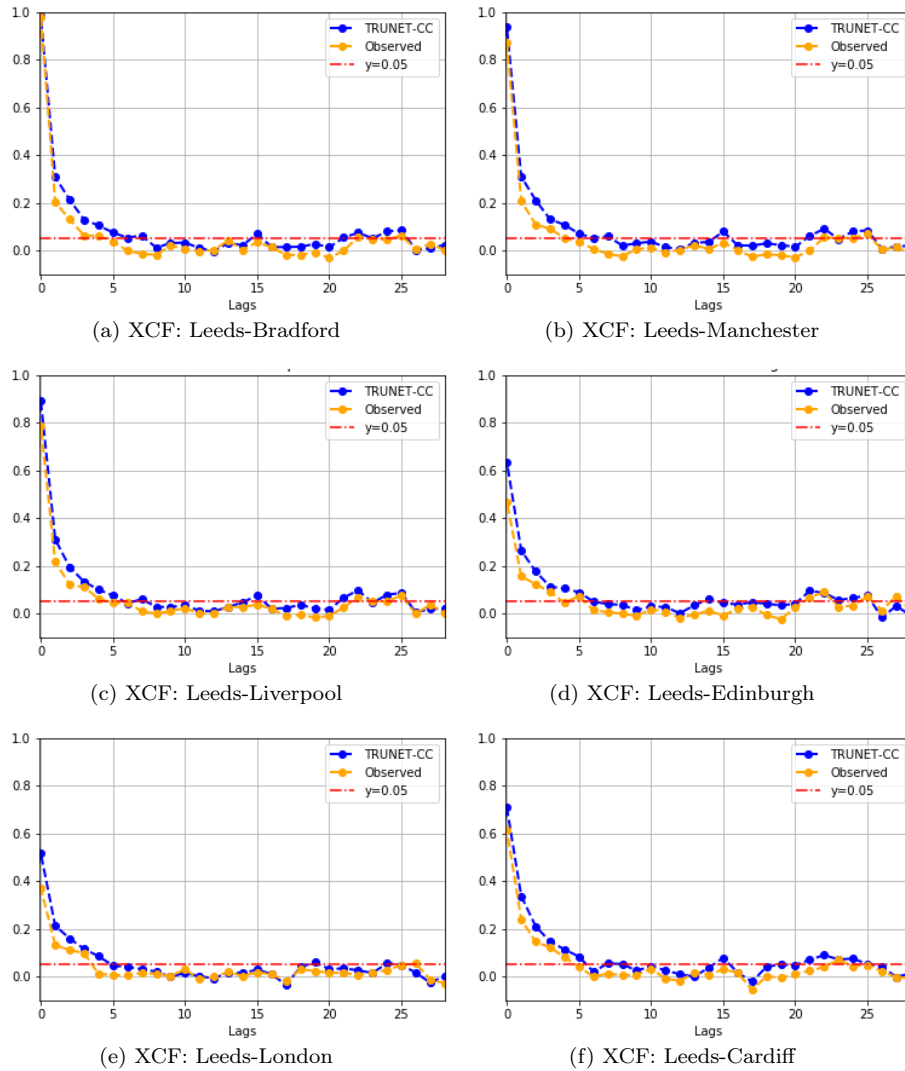 1.0
0.8
0.6
0.4
0.2
0.0
0 5 10 15 20 25
Lags
TRUNET-CC
Observed
y=0.05
(a) XCF: Leeds-Bradford
1.0
0.8
0.6
0.4
0.2
0.0
0 5 10 15 20 25
Lags
TRUNET-CC
Observed
y=0.05
(b) XCF: Leeds-Manchester
1.0
0.8
0.6
0.4
0.2
0.0
0 5 10 15 20 25
Lags
TRUNET-CC
Observed
y=0.05
(c) XCF: Leeds-Liverpool
1.0
0.8
0.6
0.4
0.2
0.0
0 5 10 15 20 25
Lags
TRUNET-CC
Observed
y=0.05
(d) XCF: Leeds-Edinburgh
1.0
0.8
0.6
0.4
0.2
0.0
0 5 10 15 20 25
Lags
TRUNET-CC
Observed
y=0.05
(e) XCF: Leeds-London
1.0
0.8
0.6
0.4
0.2
0.0
0 5 10 15 20 25
Lags
TRUNET-CC
Observed
y=0.05
(f) XCF: Leeds-Cardiff